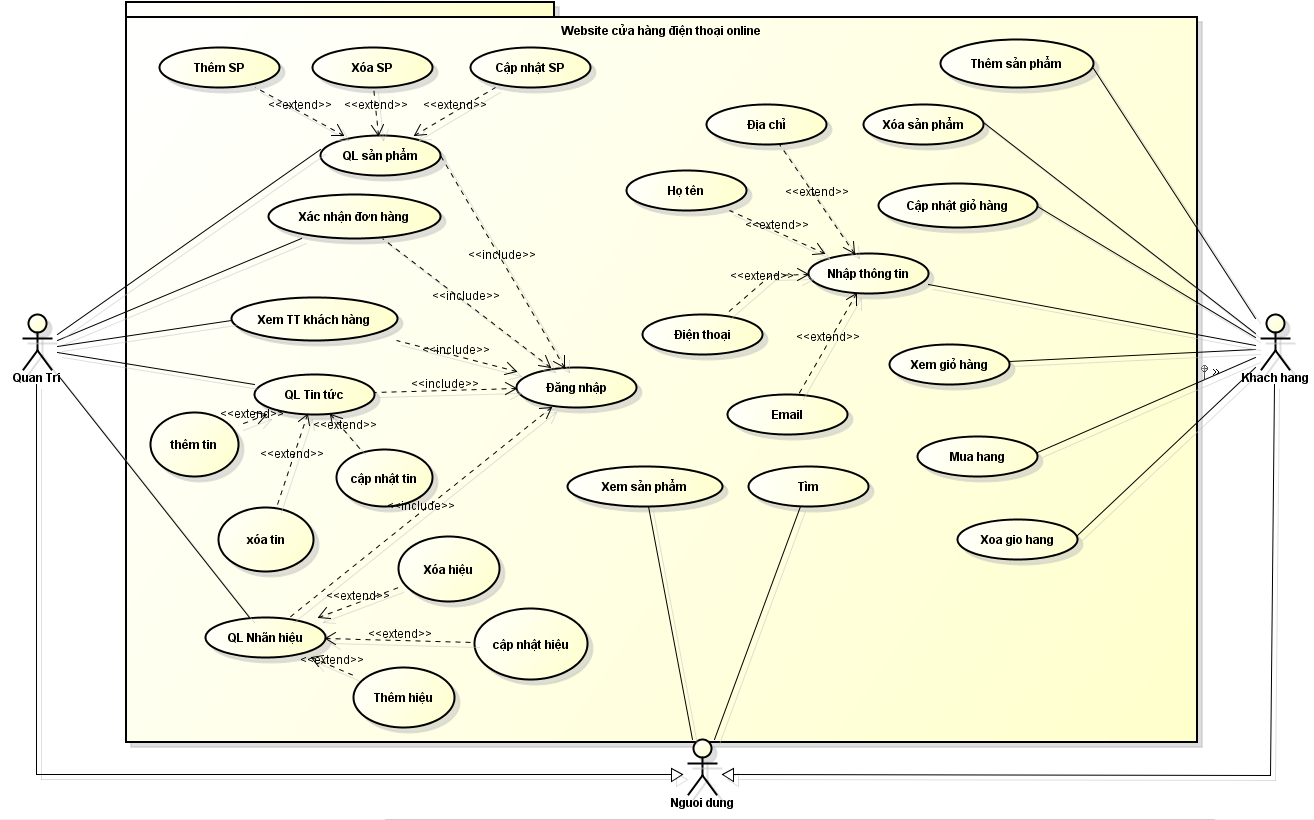 Website cửa hàng điện thoại online
Thêm SP
Xóa SP
Cập nhật SP
<<extend>>
<<extend>>
<<extend>>
QL sản phẩm
Xác nhận đơn hàng
<<include>>
<<include>>
Xem TT khách hàng
<<include>>
QL Tin tức
<<include>>
Đăng nhập
<<extend>>
<<extend>>
<<extend>>
thêm tin
cập nhật tin
xóa tin
<<include>>
Xóa hiệu
<<extend>>
QL Nhãn hiệu
<<extend>>
cập nhật hiệu
<<extend>>
Thêm hiệu
Quan Tri
Địa chỉ
Họ tên
<<extend>>
<<extend>>
Nhập thông tin
<<extend>>
Điện thoại
<<extend>>
Email
Xem sản phẩm
Tìm
Thêm sản phẩm
Xóa sản phẩm
Cập nhật giỏ hàng
Xem giỏ hàng
Mua hang
Xoa gio hang
»
Khach hang
Nguoi dung